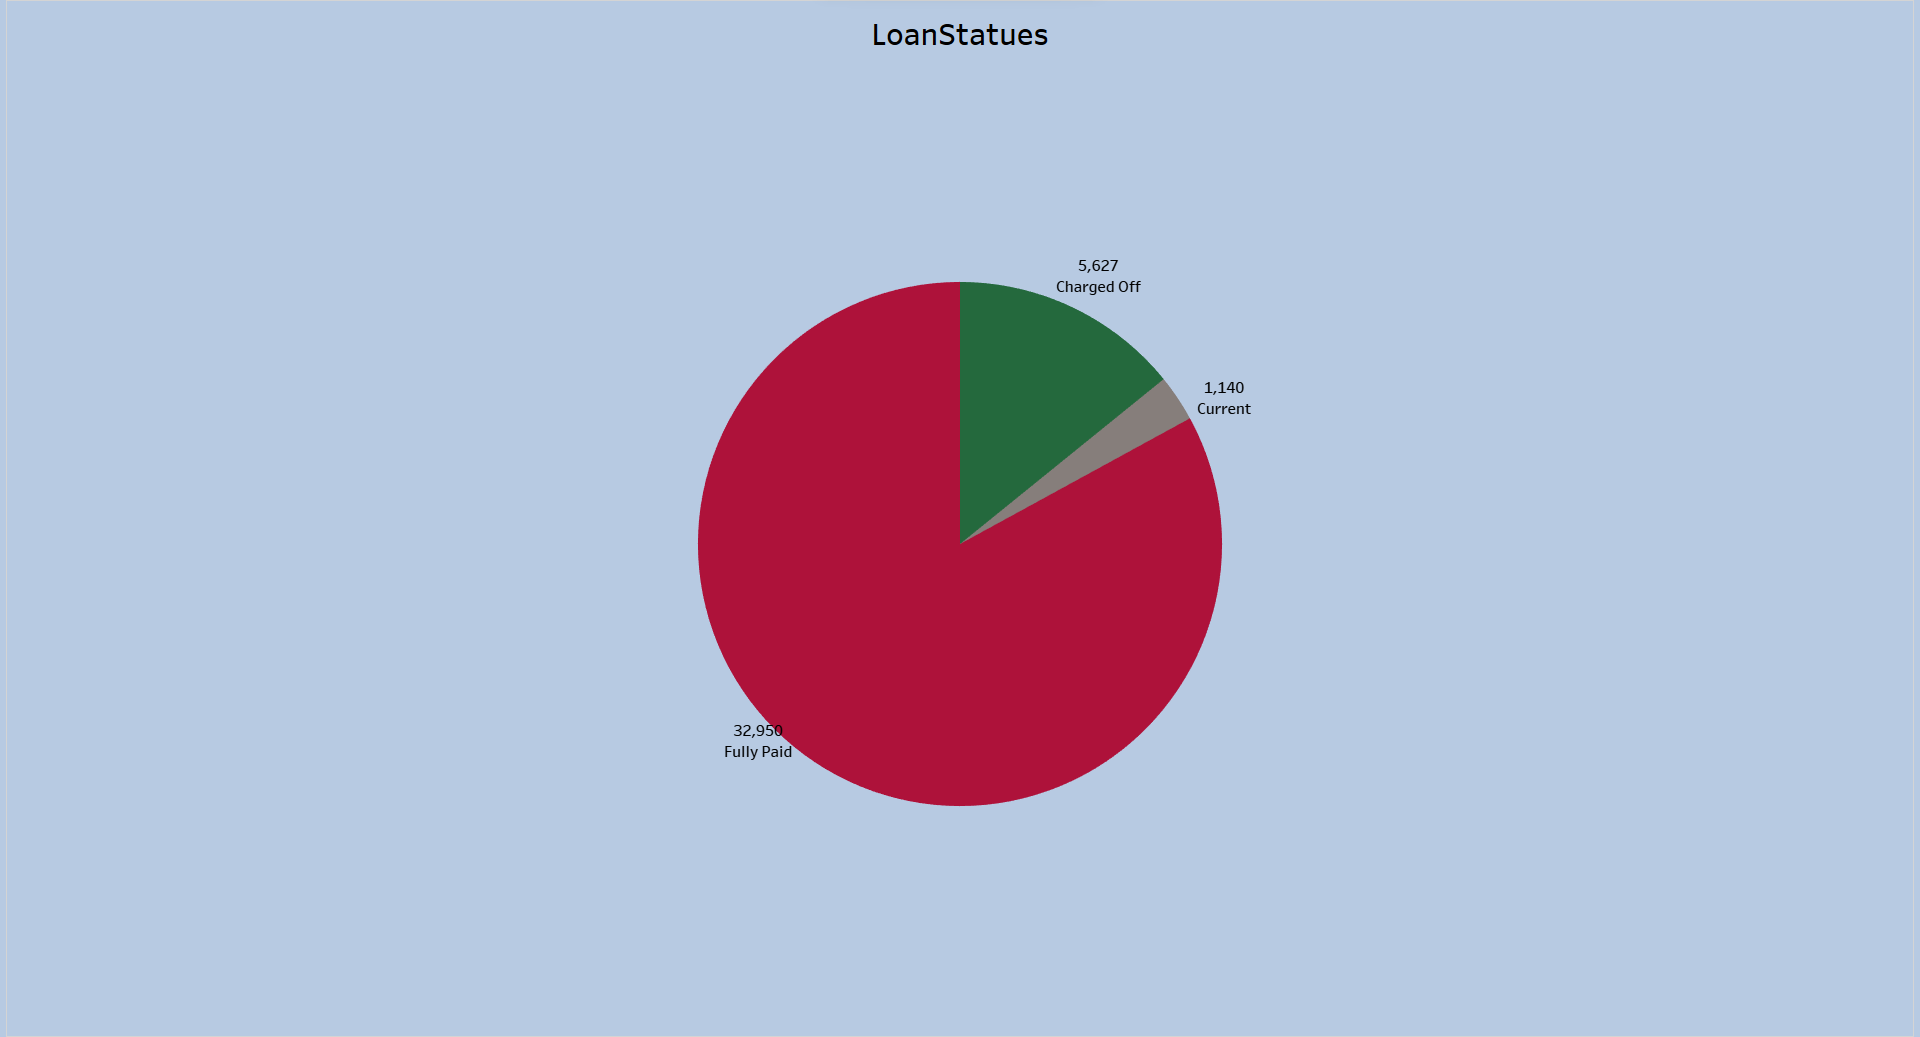 LoanStatues
5,627
Charged Off
1,140
Current
32,950
Fully Paid